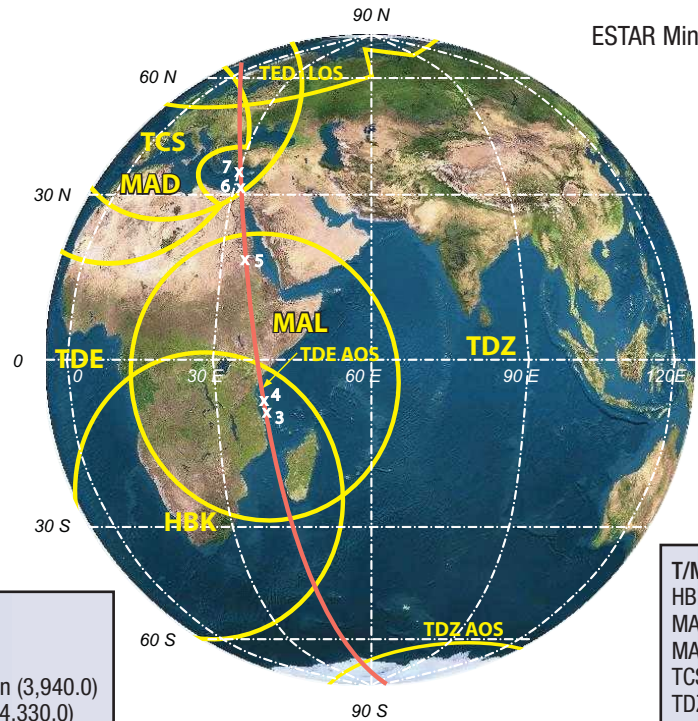 90 N
ESTAR Min
60 N
TED LOS
TCS
MAD
7
6
30 N
5
MAL
TDE
0
0
30 E
TDE AOS
60 E
TDZ
90 E
120E
4
3
HBK
30 S
T/M
HB
MA
MA
TCS
TDZ
60 S
TDZ AOS
n (3,940.0)
4,330.0)
90 S